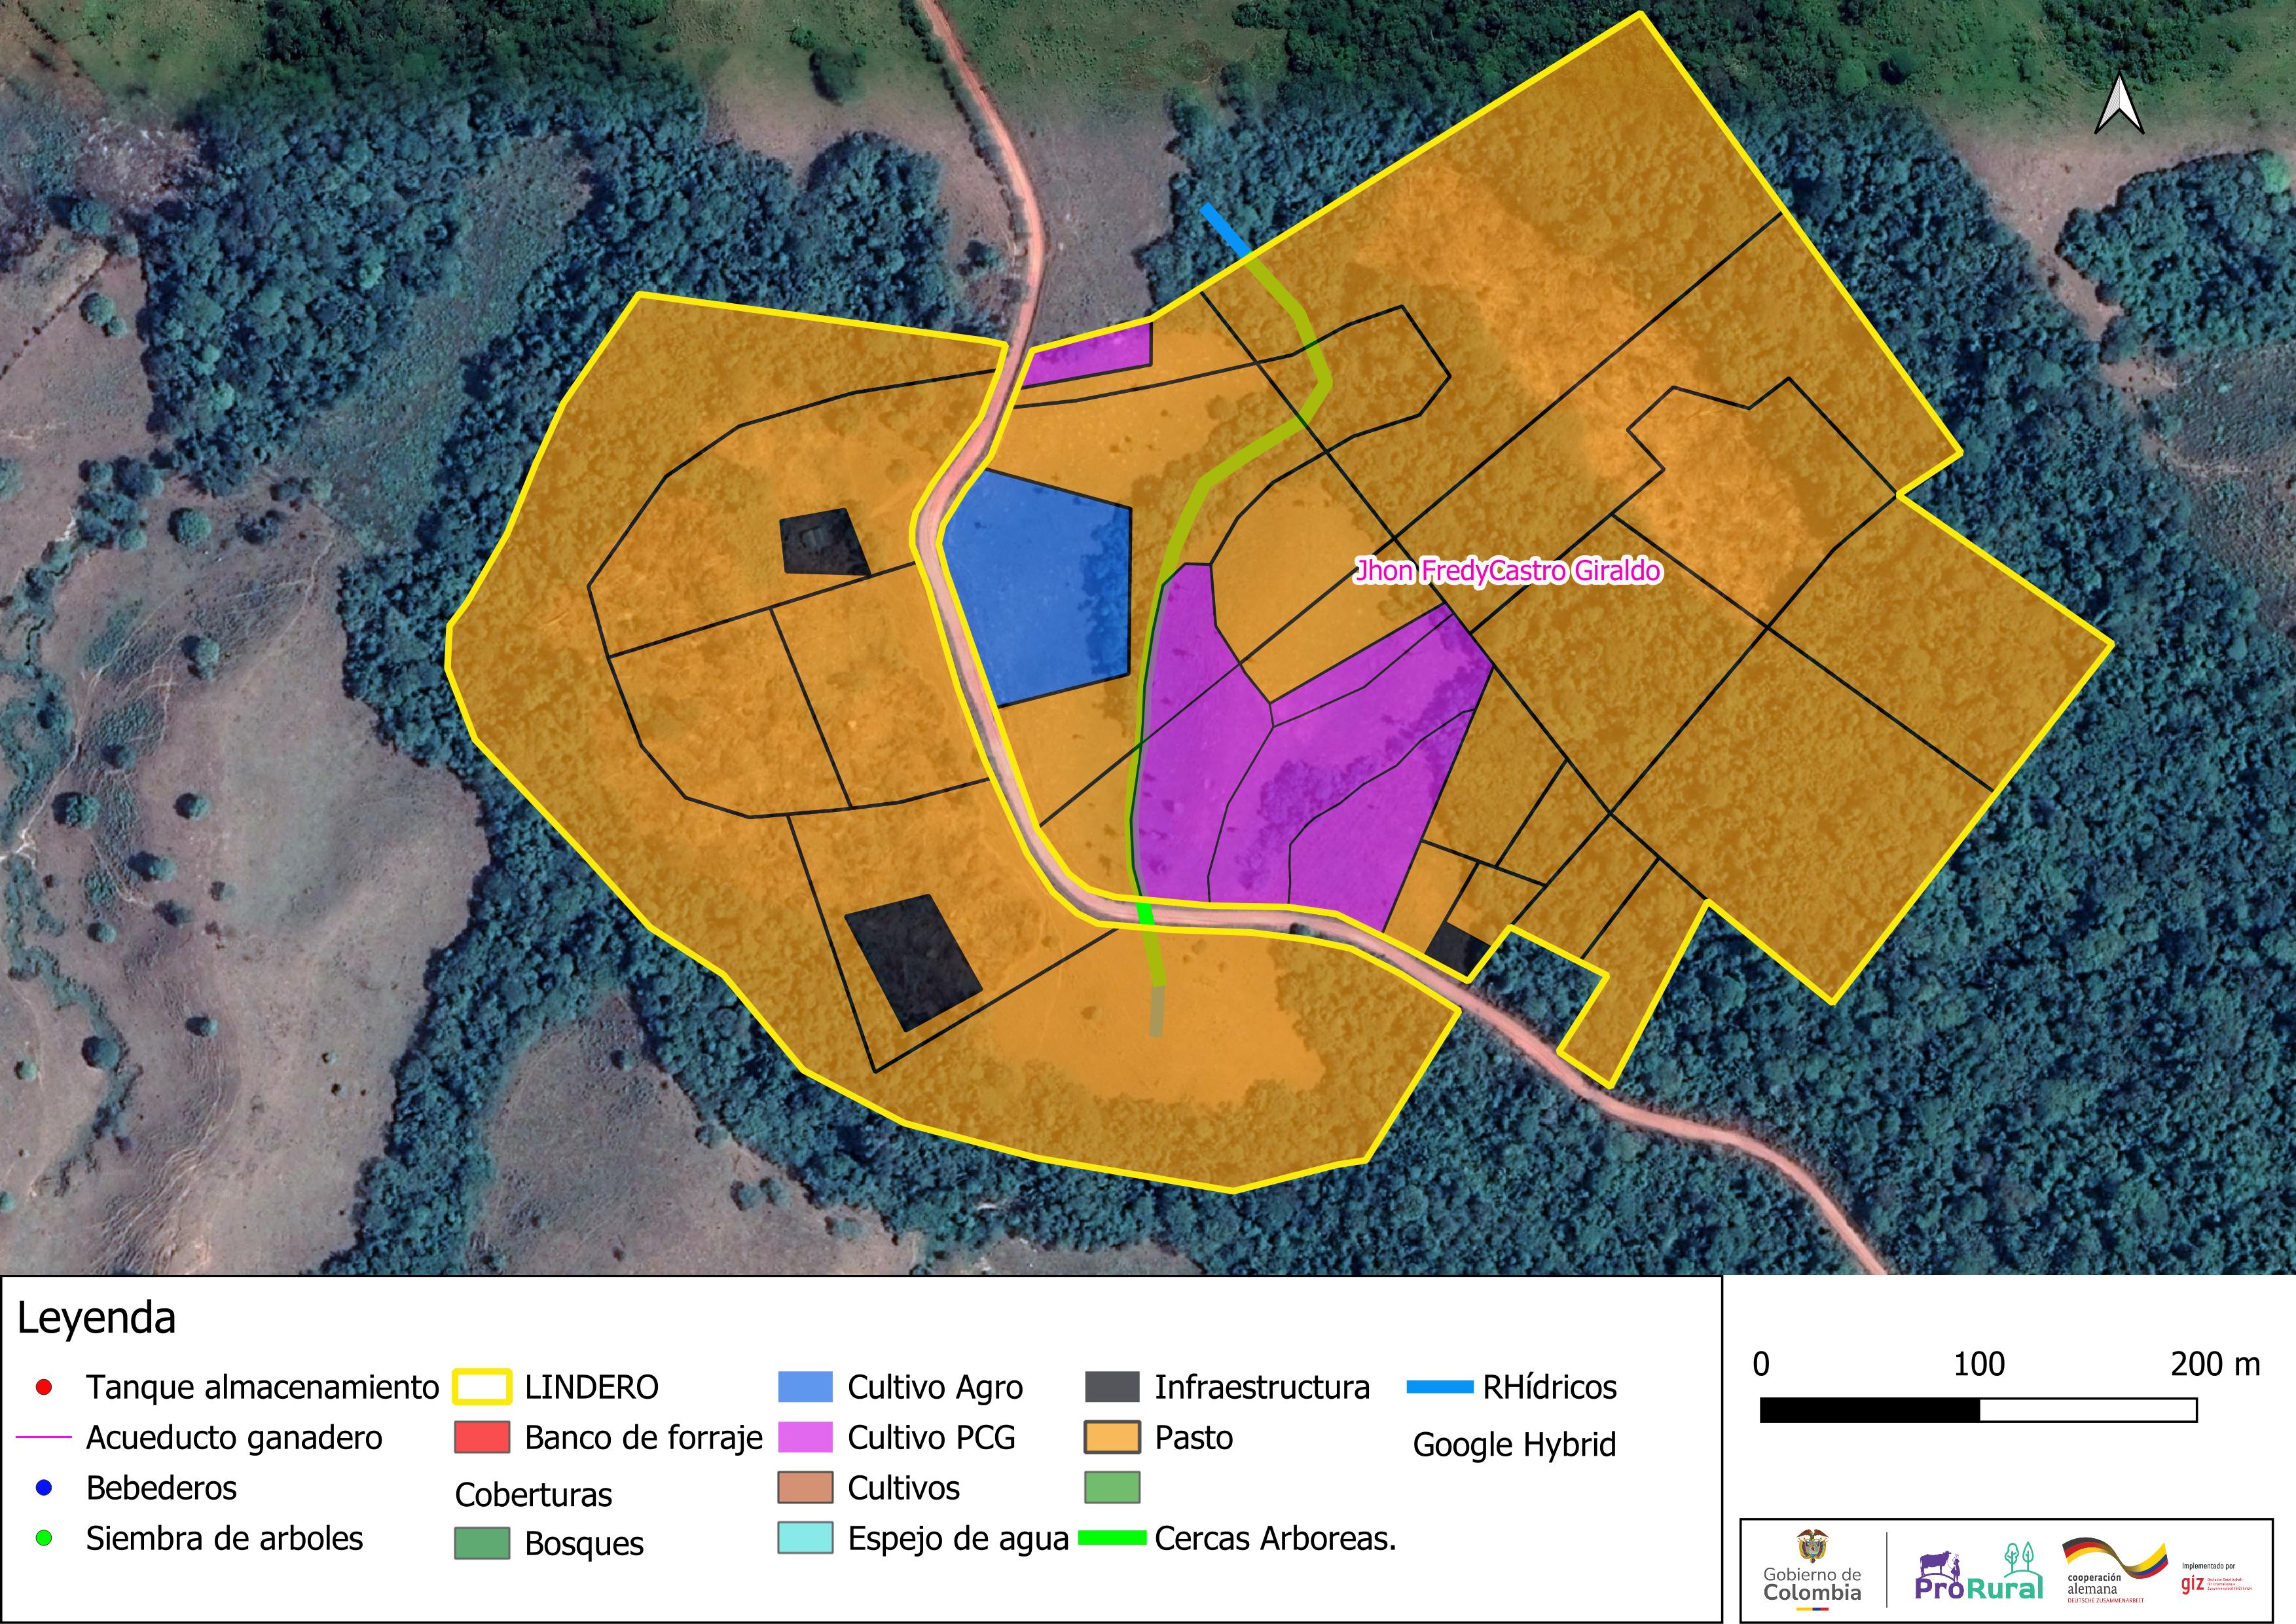 Jhon FredyCastro Giraldo
Leyenda
Tanque almacenamiento
Acueducto ganadero
Bebederos
Siembra de arboles
LINDERO
Banco de forraje
Coberturas
Bosques
Cultivo Agro
Cultivo PCG
Cultivos
Espejo de agua
Infraestructura
Pasto
Cercas Arboreas.
RHídricos
Google Hybrid
0 100 200 m
Gobierno de
Colombia
ProRural
cooperación
alemana
DEUTSCHE ZUSAMMENARBEIT
Implementado por
giz